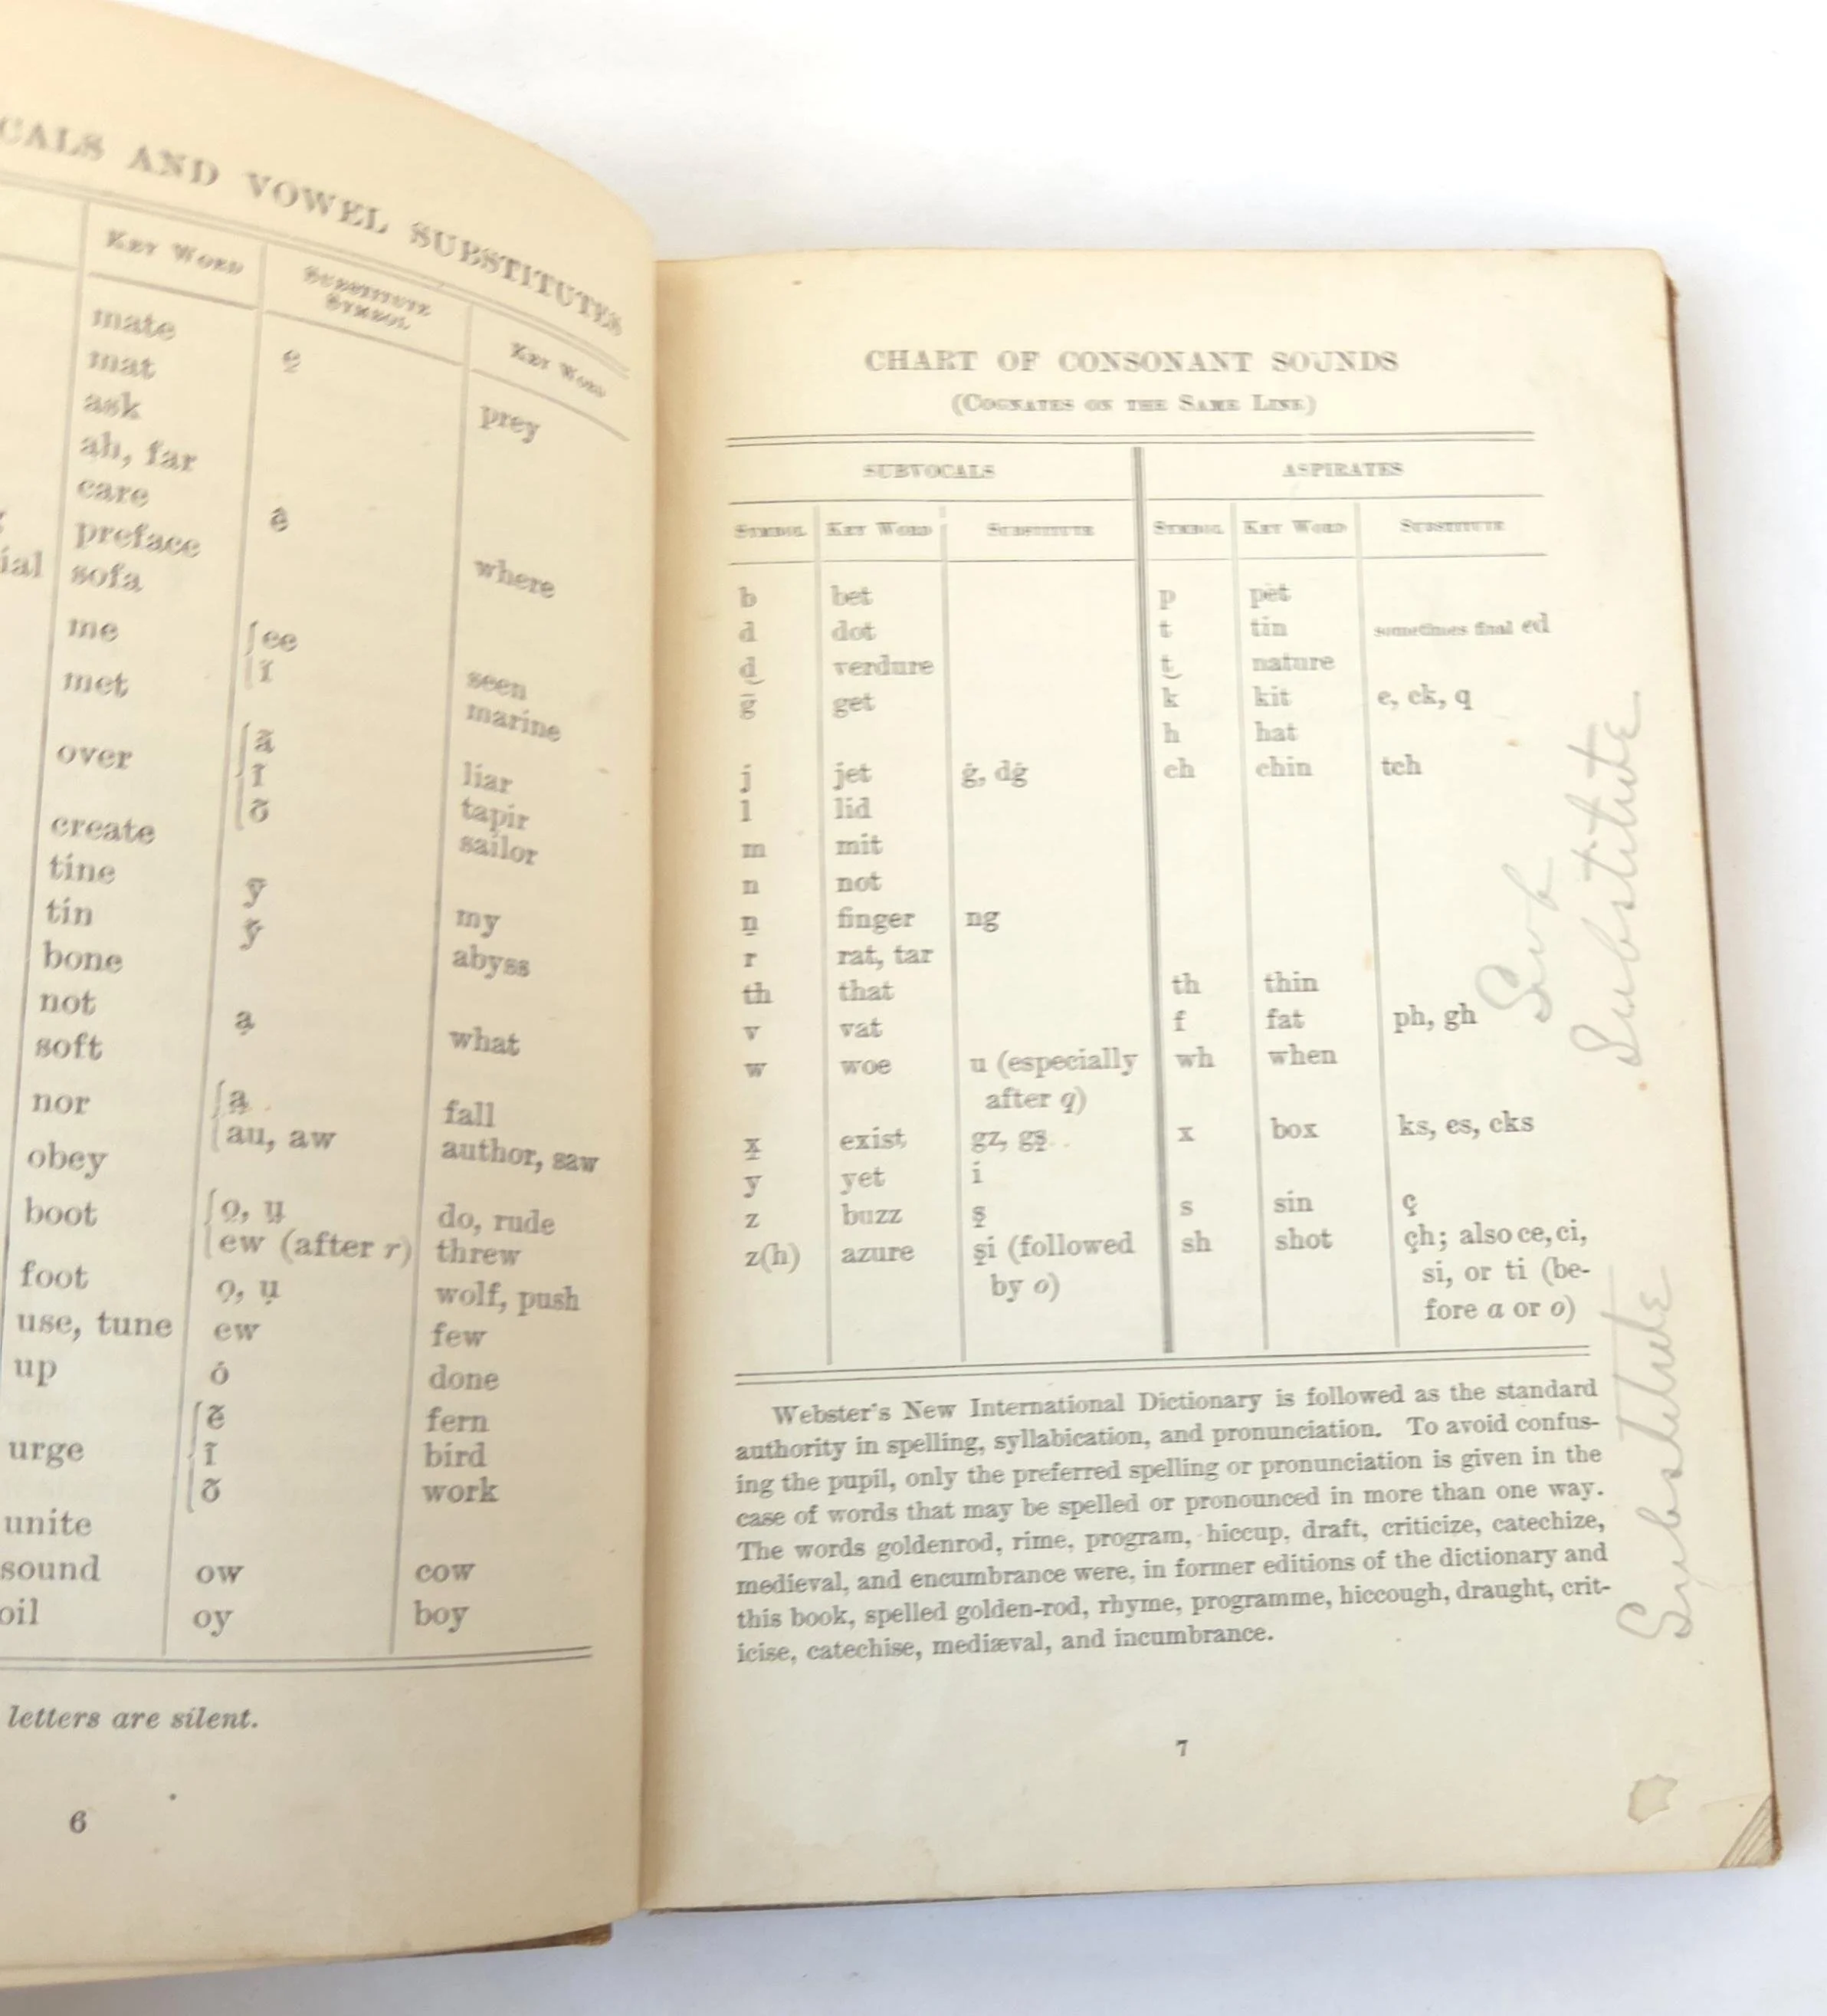 CALS AND VOWEL SUBSTITUTES
KEY WORD SUBSTITUTE SYMBOL KEY WORD
mate
mat e̱ prey
ask
ah, far
care
preface ê where
ial sofa
me ee seen
ï marine
met
over ã liar
ĩ tapir
õ sailor
create
tine ȳ my
tin y̆ abyss
bone
not ạ what
soft
nor a̤ fall
au, aw author, saw
obey
boot o̤, ṳ do, rude
ew (after r) threw
foot ọ, ụ wolf, push
use, tune ew few
up ȯ done
urge ẽ fern
ĩ bird
õ work
unite
sound ow cow
oil oy boy
letters are silent.
6
CHART OF CONSONANT SOUNDS
(COGNATES ON THE SAME LINE)
SUBVOCALS ASPIRATES
SYMBOL KEY WORD SUBSTITUTE SYMBOL KEY WORD SUBSTITUTE
b bet p pet
d dot t tin sometimes final ed
d̮ verdure t̮ nature
ḡ get k kit c, ck, q
h hat
j jet ġ, dġ ch chin tch
l lid
m mit
n not
ṉ finger ng
r rat, tar
th that th thin
v vat f fat ph, gh
w woe u (especially wh when
after q)
x̱ exist gz, gs̱ x box ks, cs, cks
y yet i
z buzz s̱ s sin ç
z(h) azure s̱i (followed sh shot çh; also ce, ci,
by o) si, or ti (be-
fore a or o)
Webster's New International Dictionary is followed as the standard
authority in spelling, syllabication, and pronunciation. To avoid confus-
ing the pupil, only the preferred spelling or pronunciation is given in the
case of words that may be spelled or pronounced in more than one way.
The words goldenrod, rime, program, hiccup, draft, criticize, catechize,
medieval, and encumbrance were, in former editions of the dictionary and
this book, spelled golden-rod, rhyme, programme, hiccough, draught, crit-
icise, catechise, mediæval, and incumbrance.
7
Sub
Substitute
Substitute